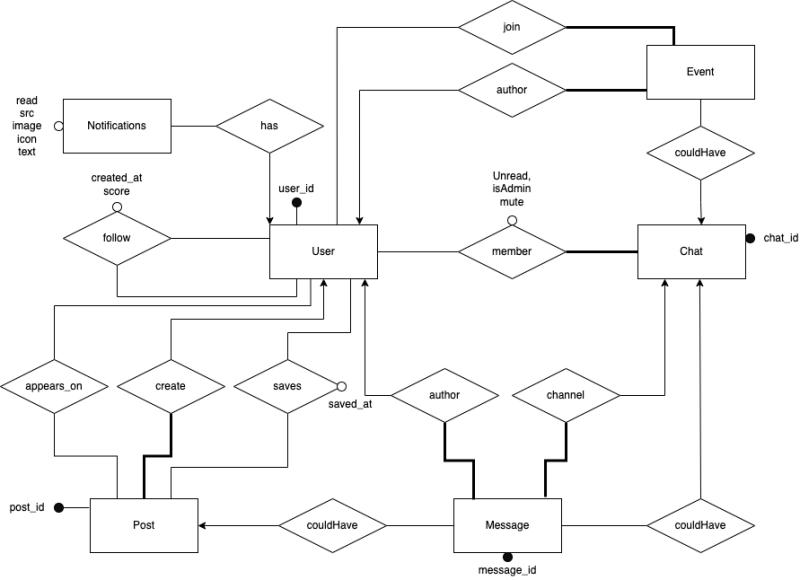 join
Event
author
read
src
image
icon
text
Notifications
has
couldHave
created_at
score
user_id
Unread,
isAdmin
mute
follow
User
member
Chat
chat_id
appears_on
create
saves
saved_at
author
channel
post_id
Post
couldHave
Message
couldHave
message_id